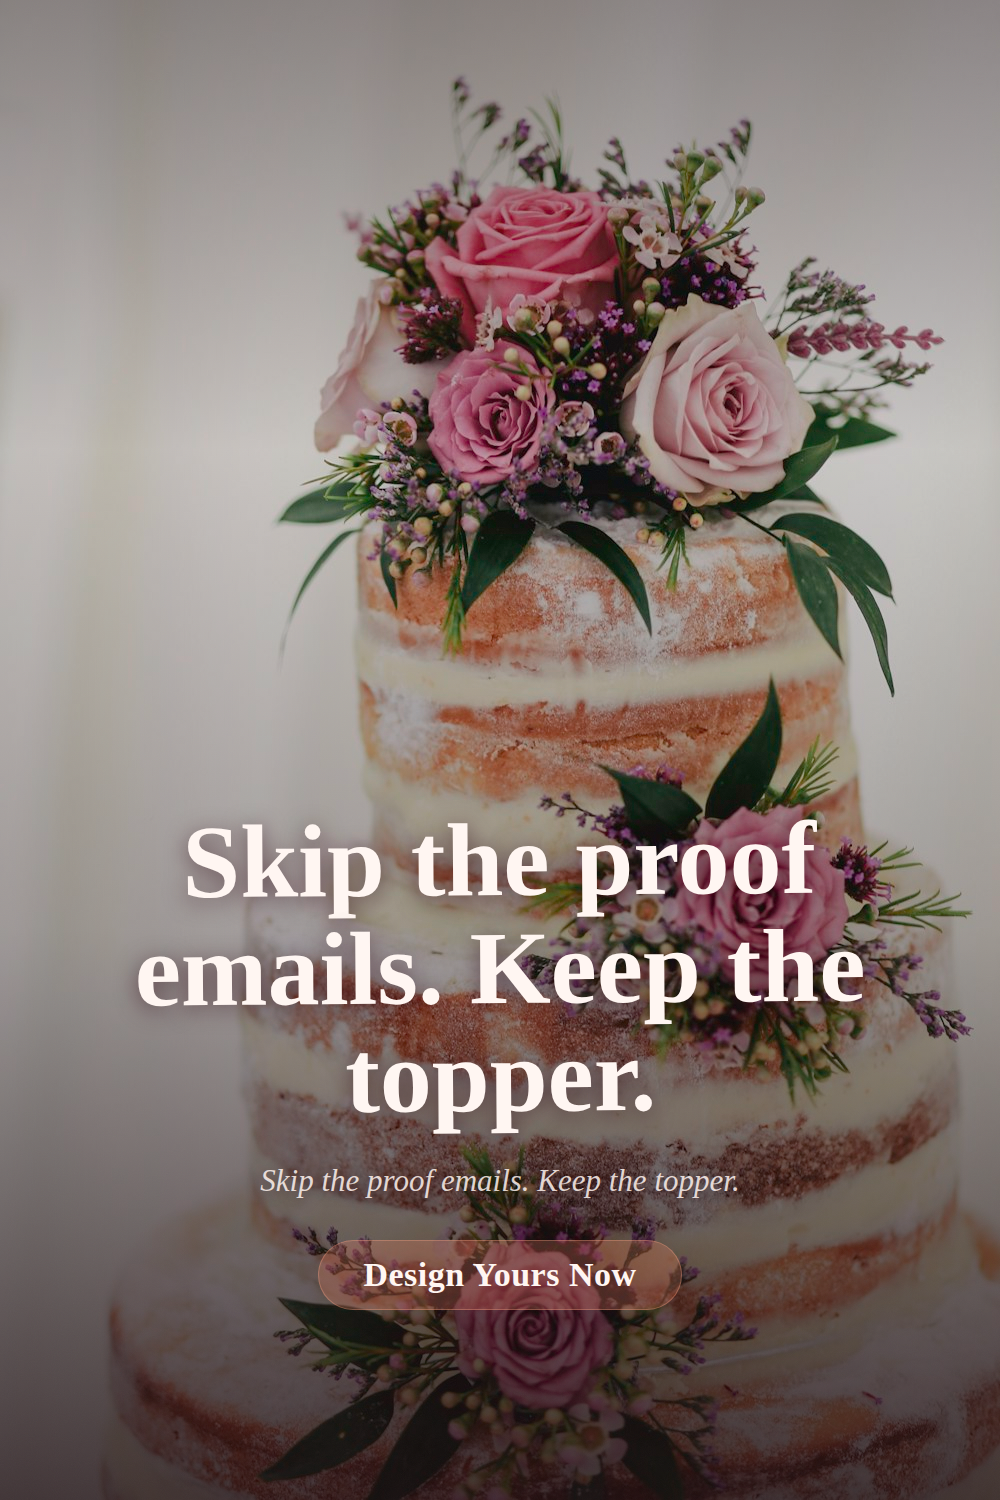 Skip the proof
emails. Keep the
topper.
Skip the proof emails. Keep the topper.
Design Yours Now